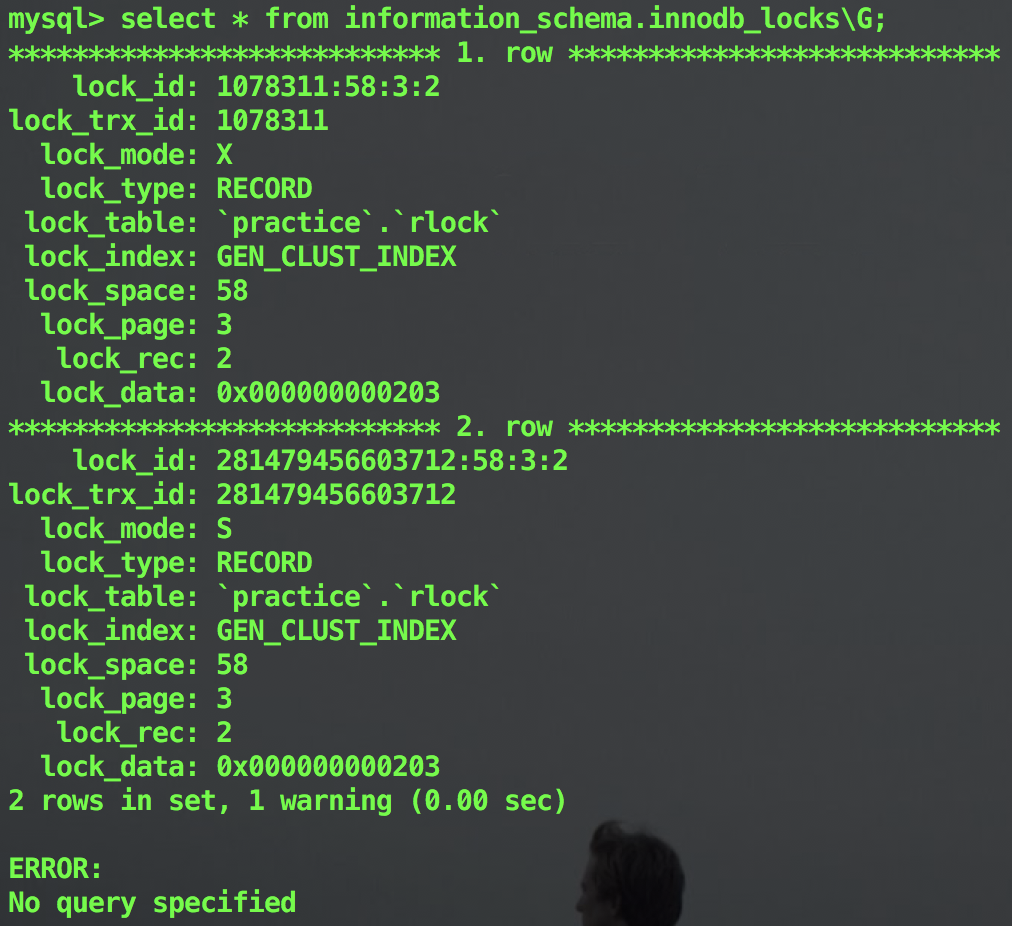 mysql> select * from information_schema.innodb_locks\G;
*************************** 1. row ***************************
    lock_id: 1078311:58:3:2
lock_trx_id: 1078311
  lock_mode: X
  lock_type: RECORD
 lock_table: `practice`.`rlock`
 lock_index: GEN_CLUST_INDEX
 lock_space: 58
  lock_page: 3
   lock_rec: 2
  lock_data: 0x000000000203
*************************** 2. row ***************************
    lock_id: 281479456603712:58:3:2
lock_trx_id: 281479456603712
  lock_mode: S
  lock_type: RECORD
 lock_table: `practice`.`rlock`
 lock_index: GEN_CLUST_INDEX
 lock_space: 58
  lock_page: 3
   lock_rec: 2
  lock_data: 0x000000000203
2 rows in set, 1 warning (0.00 sec)

ERROR:
No query specified